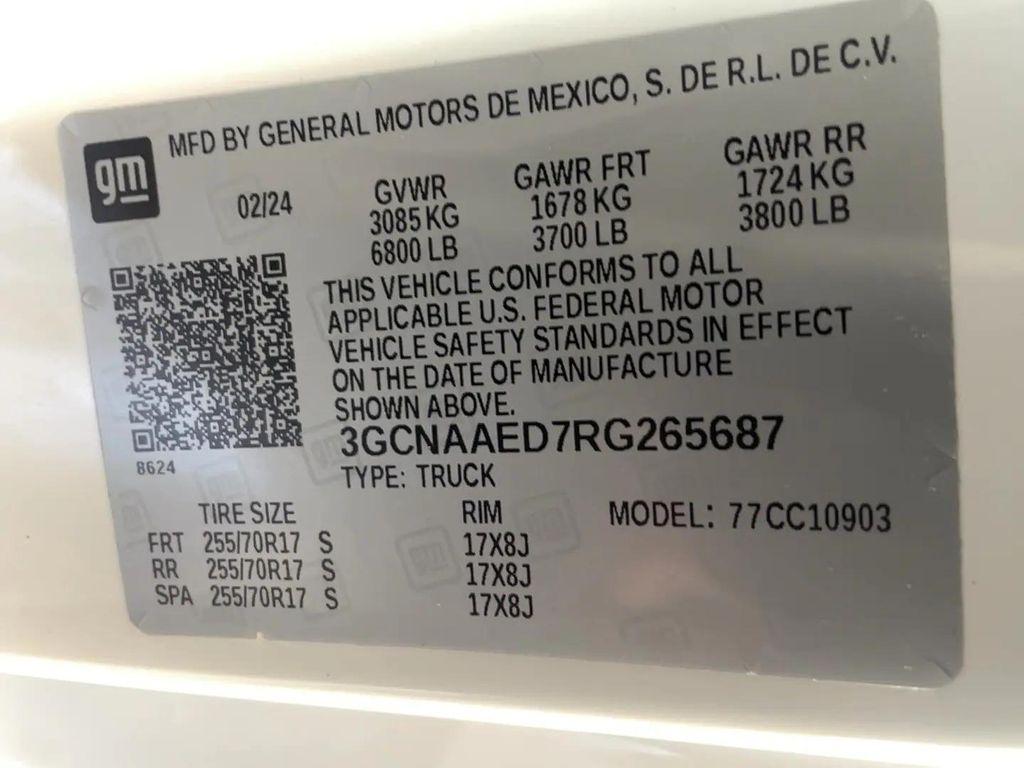 MFD BY GENERAL MOTORS DE MEXICO, S. DE R.L. DE C.V.
gm
02/24
GVWR
3085 KG
6800 LB
GAWR FRT
1678 KG
3700 LB
GAWR RR
1724 KG
3800 LB
THIS VEHICLE CONFORMS TO ALL
APPLICABLE U.S. FEDERAL MOTOR
VEHICLE SAFETY STANDARDS IN EFFECT
ON THE DATE OF MANUFACTURE
SHOWN ABOVE.
3GCNAAED7RG265687
8624
TYPE: TRUCK
TIRE SIZE RIM MODEL: 77CC10903
FRT 255/70R17 S 17X8J
RR 255/70R17 S 17X8J
SPA 255/70R17 S 17X8J